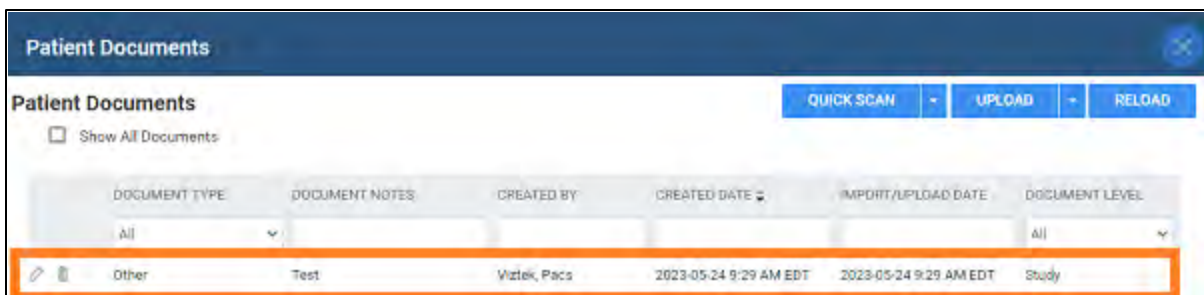 Patient Documents
Patient Documents
QUICK SCAN UPLOAD RELOAD
Show All Documents
DOCUMENT TYPE DOCUMENT NOTES CREATED BY CREATED DATE IMPORT/UPLOAD DATE DOCUMENT LEVEL
All All
Other Test Viztek, Pacs 2023-05-24 9:29 AM EDT 2023-05-24 9:29 AM EDT Study